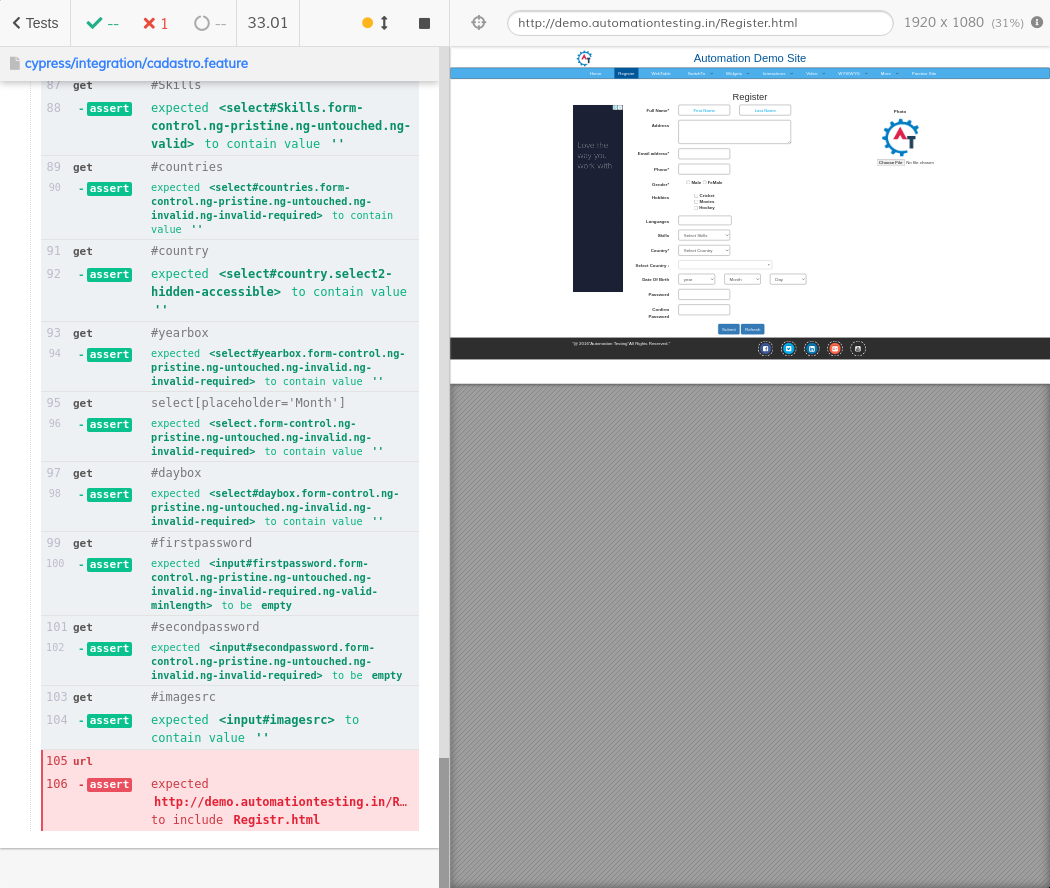 Tests
--
1
--
33.01
http://demo.automationtesting.in/Register.html
1920 x 1080 (31%)
cypress/integration/cadastro.feature
87 get #Skills
88 - assert expected <select#Skills.form-
control.ng-pristine.ng-untouched.ng-
valid> to contain value ''
89 get #countries
90 - assert expected <select#countries.form-
control.ng-pristine.ng-untouched.ng-
invalid.ng-invalid-required> to contain
value ''
91 get #country
92 - assert expected <select#country.select2-
hidden-accessible> to contain value
''
93 get #yearbox
94 - assert expected <select#yearbox.form-control.ng-
pristine.ng-untouched.ng-invalid.ng-
invalid-required> to contain value ''
95 get select[placeholder='Month']
96 - assert expected <select.form-control.ng-
pristine.ng-untouched.ng-invalid.ng-
invalid-required> to contain value ''
97 get #daybox
98 - assert expected <select#daybox.form-control.ng-
pristine.ng-untouched.ng-invalid.ng-
invalid-required> to contain value ''
99 get #firstpassword
100 - assert expected <input#firstpassword.form-
control.ng-pristine.ng-untouched.ng-
invalid.ng-invalid-required.ng-valid-
minlength> to be empty
101 get #secondpassword
102 - assert expected <input#secondpassword.form-
control.ng-pristine.ng-untouched.ng-
invalid.ng-invalid-required> to be empty
103 get #imagesrc
104 - assert expected <input#imagesrc> to
contain value ''
105 url
106 - assert expected
http://demo.automationtesting.in/R…
to include Registr.html
Automation Demo Site
Home Register WebTable SwitchTo Widgets Interactions Video WYSIWYG More Practice Site
Register
Love the
way you
work with
Full Name* First Name Last Name
Address
Email address*
Phone*
Gender* Male FeMale
Hobbies Cricket
Movies
Hockey
Languages
Skills Select Skills
Country* Select Country
Select Country :
Date Of Birth year Month Day
Password
Confirm
Password
Submit Refresh
Photo
Choose File No file chosen
"@ 2016"Automation Testing"All Rights Reserved."